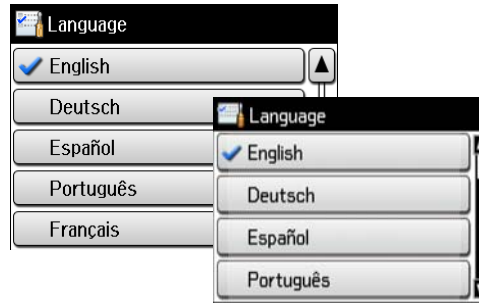 Language
English
Deutsch
Español
Português
Français
Language
English
Deutsch
Español
Português